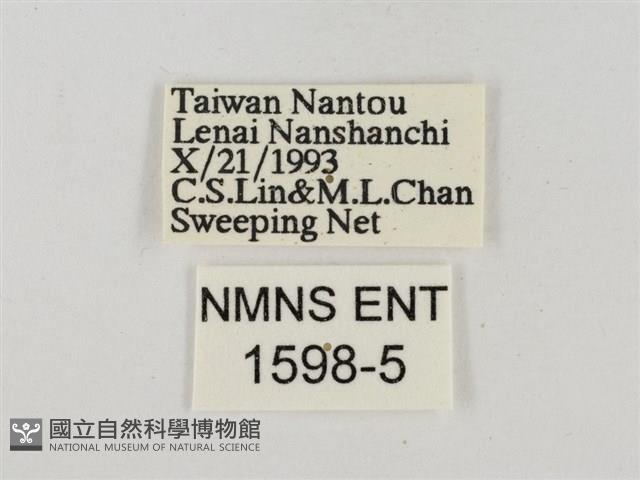 Taiwan Nantou
Lenai Nanshanchi
X/21/1993
C.S.Lin&M.L.Chan
Sweeping Net
NMNS ENT
1598-5
國立自然科學博物館
NATIONAL MUSEUM OF NATURAL SCIENCE